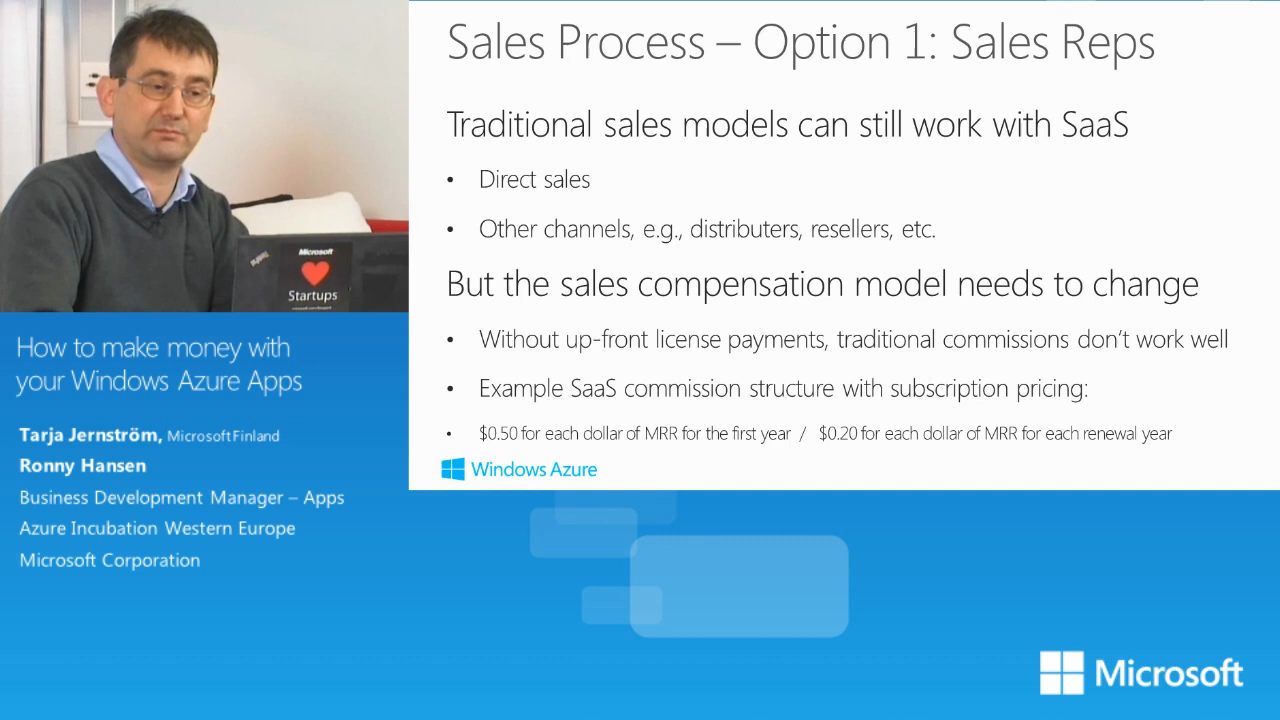 Sales Process – Option 1: Sales Reps
Traditional sales models can still work with SaaS
• Direct sales
• Other channels, e.g., distributers, resellers, etc.
But the sales compensation model needs to change
• Without up-front license payments, traditional commissions don't work well
• Example SaaS commission structure with subscription pricing:
• $0.50 for each dollar of MRR for the first year / $0.20 for each dollar of MRR for each renewal year
Windows Azure
Microsoft
Startups
How to make money with
your Windows Azure Apps
Tarja Jernström, Microsoft Finland
Ronny Hansen
Business Development Manager – Apps
Azure Incubation Western Europe
Microsoft Corporation
Microsoft